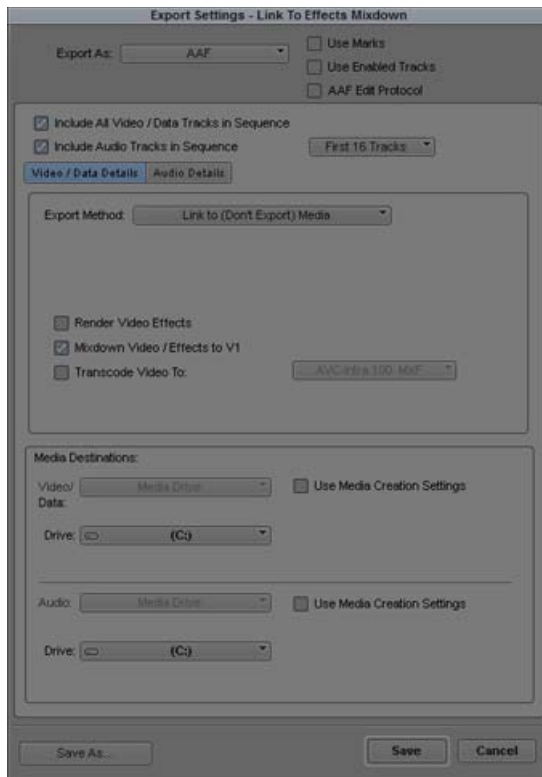 Export Settings - Link To Effects Mixdown
Export As: AAF
Use Marks
Use Enabled Tracks
AAF Edit Protocol
Include All Video / Data Tracks in Sequence
Include Audio Tracks in Sequence First 16 Tracks
Video / Data Details Audio Details
Export Method: Link to (Don't Export) Media
Render Video Effects
Mixdown Video / Effects to V1
Transcode Video To: AVC-Intra 100 MXF
Media Destinations:
Video/ Data: Media Drive Use Media Creation Settings
Drive: (C:)
Audio: Media Drive Use Media Creation Settings
Drive: (C:)
Save As... Save Cancel